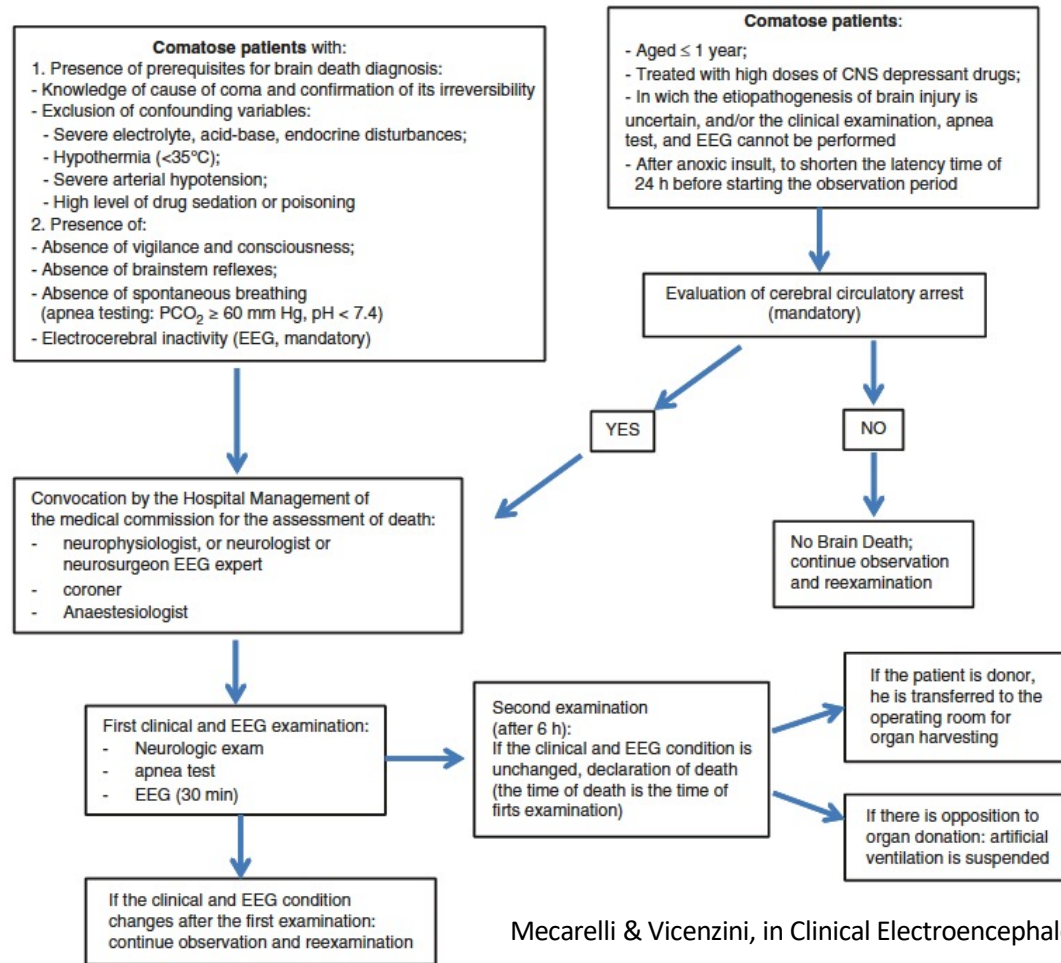 Comatose patients with:
1. Presence of prerequisites for brain death diagnosis:
- Knowledge of cause of coma and confirmation of its irreversibility
- Exclusion of confounding variables:
- Severe electrolyte, acid-base, endocrine disturbances;
- Hypothermia (<35°C);
- Severe arterial hypotension;
- High level of drug sedation or poisoning
2. Presence of:
- Absence of vigilance and consciousness;
- Absence of brainstem reflexes;
- Absence of spontaneous breathing
(apnea testing: PCO₂ ≥ 60 mm Hg, pH < 7.4)
- Electrocerebral inactivity (EEG, mandatory)
Comatose patients:
- Aged ≤ 1 year;
- Treated with high doses of CNS depressant drugs;
- In wich the etiopathogenesis of brain injury is
uncertain, and/or the clinical examination, apnea
test, and EEG cannot be performed
- After anoxic insult, to shorten the latency time of
24 h before starting the observation period
Evaluation of cerebral circulatory arrest
(mandatory)
YES
NO
Convocation by the Hospital Management of
the medical commission for the assessment of death:
- neurophysiologist, or neurologist or
neurosurgeon EEG expert
- coroner
- Anaestesiologist
No Brain Death;
continue observation
and reexamination
First clinical and EEG examination:
- Neurologic exam
- apnea test
- EEG (30 min)
Second examination
(after 6 h):
If the clinical and EEG condition is
unchanged, declaration of death
(the time of death is the time of
firts examination)
If the patient is donor,
he is transferred to the
operating room for
organ harvesting
If there is opposition to
organ donation: artificial
ventilation is suspended
If the clinical and EEG condition
changes after the first examination:
continue observation and reexamination
Mecarelli & Vicenzini, in Clinical Electroencephal